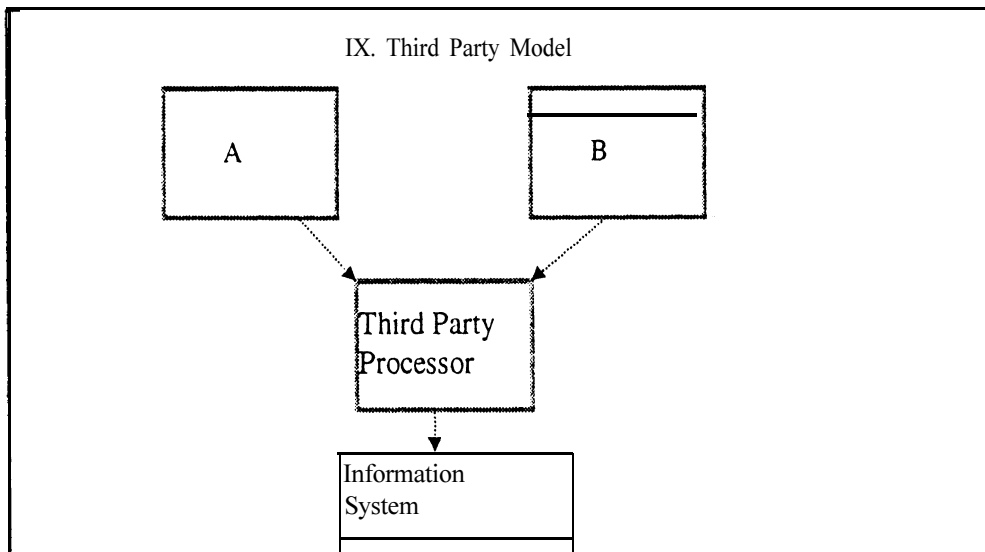 IX. Third Party Model
A
B
Third Party
Processor
Information
System